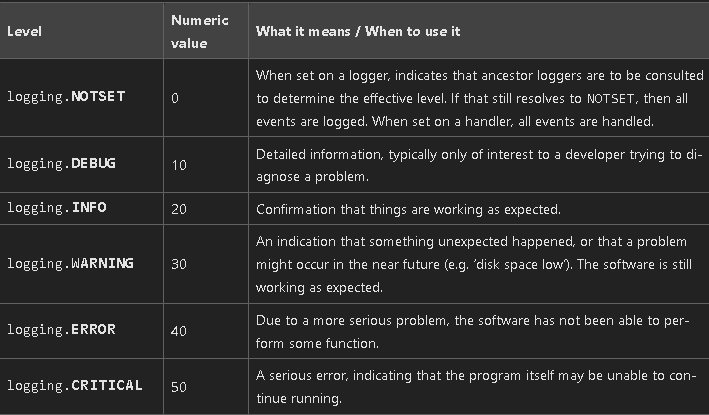 Level
Numeric
value
What it means / When to use it
logging.NOTSET
0
When set on a logger, indicates that ancestor loggers are to be consulted
to determine the effective level. If that still resolves to NOTSET, then all
events are logged. When set on a handler, all events are handled.
logging.DEBUG
10
Detailed information, typically only of interest to a developer trying to di-
agnose a problem.
logging.INFO
20
Confirmation that things are working as expected.
logging.WARNING
30
An indication that something unexpected happened, or that a problem
might occur in the near future (e.g. ‘disk space low’). The software is still
working as expected.
logging.ERROR
40
Due to a more serious problem, the software has not been able to per-
form some function.
logging.CRITICAL
50
A serious error, indicating that the program itself may be unable to con-
tinue running.